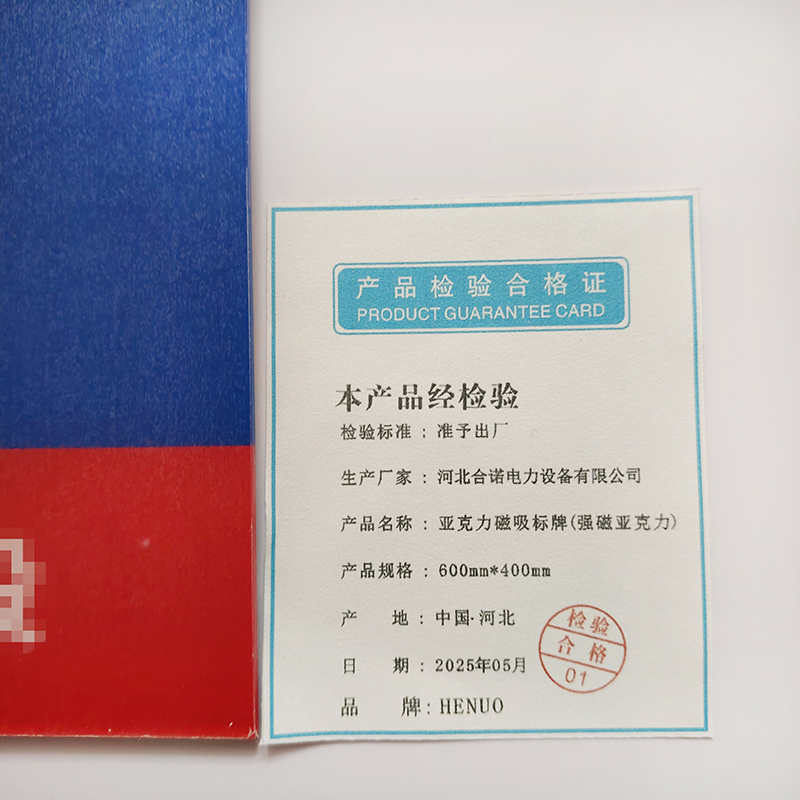 产品检验合格证
PRODUCT GUARANTEE CARD
本产品经检验
检验标准：准予出厂
生产厂家：河北合诺电力设备有限公司
产品名称：亚克力磁吸标牌(强磁亚克力)
产品规格：600mm*400mm
产 地：中国·河北
日 期：2025年05月
品 牌：HENUO
检验
合格
01